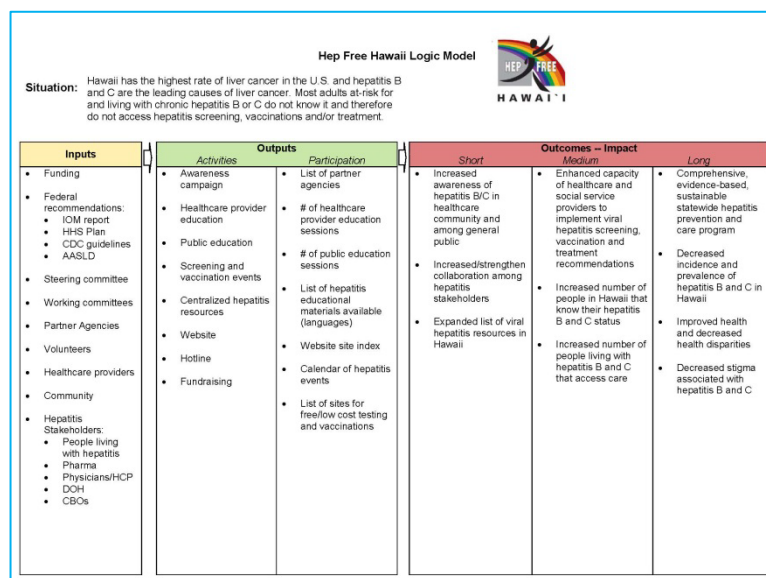 Hep Free Hawaii Logic Model
HEP FREE
HAWAI`I
Situation:
Hawaii has the highest rate of liver cancer in the U.S. and hepatitis B
and C are the leading causes of liver cancer. Most adults at-risk for
and living with chronic hepatitis B or C do not know it and therefore
do not access hepatitis screening, vaccinations and/or treatment.
Inputs
• Funding
• Federal
recommendations:
• IOM report
• HHS Plan
• CDC guidelines
• AASLD
• Steering committee
• Working committees
• Partner Agencies
• Volunteers
• Healthcare providers
• Community
• Hepatitis
Stakeholders:
• People living
with hepatitis
• Pharma
• Physicians/HCP
• DOH
• CBOs
Outputs
Activities
• Awareness
campaign
• Healthcare provider
education
• Public education
• Screening and
vaccination events
• Centralized hepatitis
resources
• Website
• Hotline
• Fundraising
Participation
• List of partner
agencies
• # of healthcare
provider education
sessions
• # of public education
sessions
• List of hepatitis
educational
materials available
(languages)
• Website site index
• Calendar of hepatitis
events
• List of sites for
free/low cost testing
and vaccinations
Outcomes -- Impact
Short
• Increased
awareness of
hepatitis B/C in
healthcare
community and
among general
public
• Increased/strengthen
collaboration among
hepatitis
stakeholders
• Expanded list of viral
hepatitis resources in
Hawaii
Medium
• Enhanced capacity
of healthcare and
social service
providers to
implement viral
hepatitis screening,
vaccination and
treatment
recommendations
• Increased number of
people in Hawaii that
know their hepatitis
B and C status
• Increased number of
people living with
hepatitis B and C
that access care
Long
• Comprehensive,
evidence-based,
sustainable
statewide hepatitis
prevention and
care program
• Decreased
incidence and
prevalence of
hepatitis B and C in
Hawaii
• Improved health
and decreased
health disparities
• Decreased stigma
associated with
hepatitis B and C